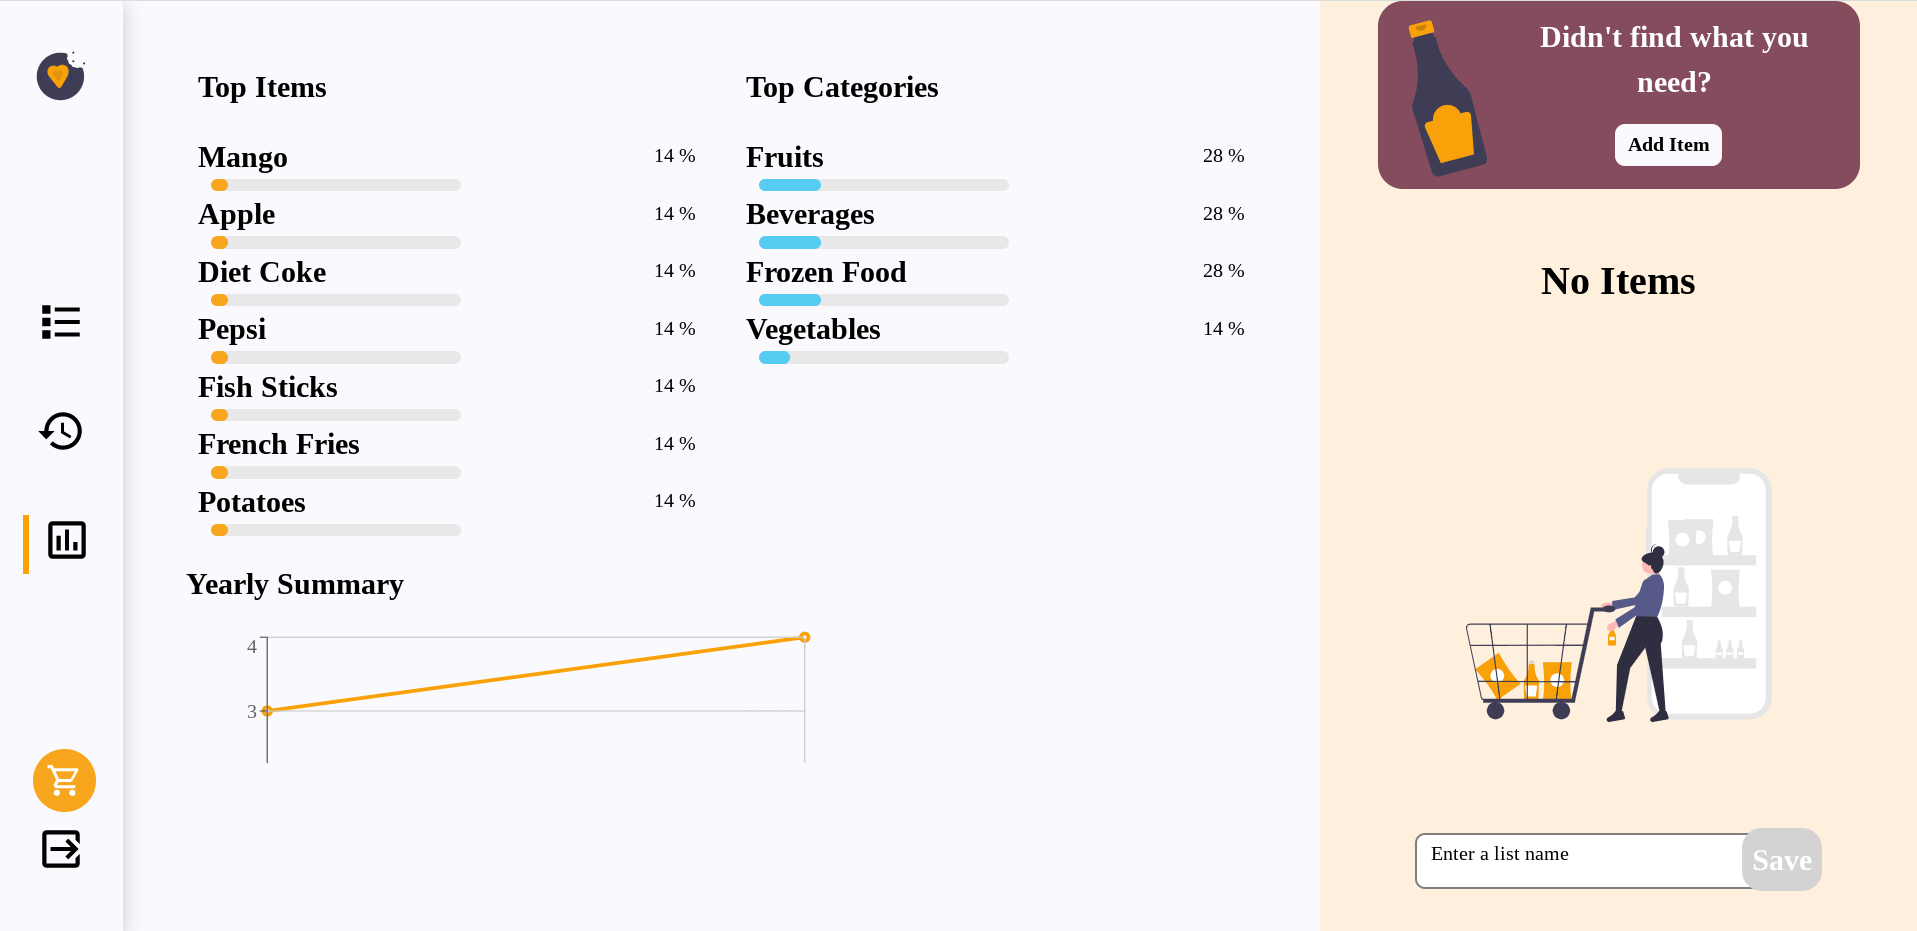 Top Items
Mango
14 %
Apple
14 %
Diet Coke
14 %
Pepsi
14 %
Fish Sticks
14 %
French Fries
14 %
Potatoes
14 %
Top Categories
Fruits
28 %
Beverages
28 %
Frozen Food
28 %
Vegetables
14 %
Yearly Summary
4
3
Didn't find what you
need?
Add Item
No Items
Enter a list name
Save